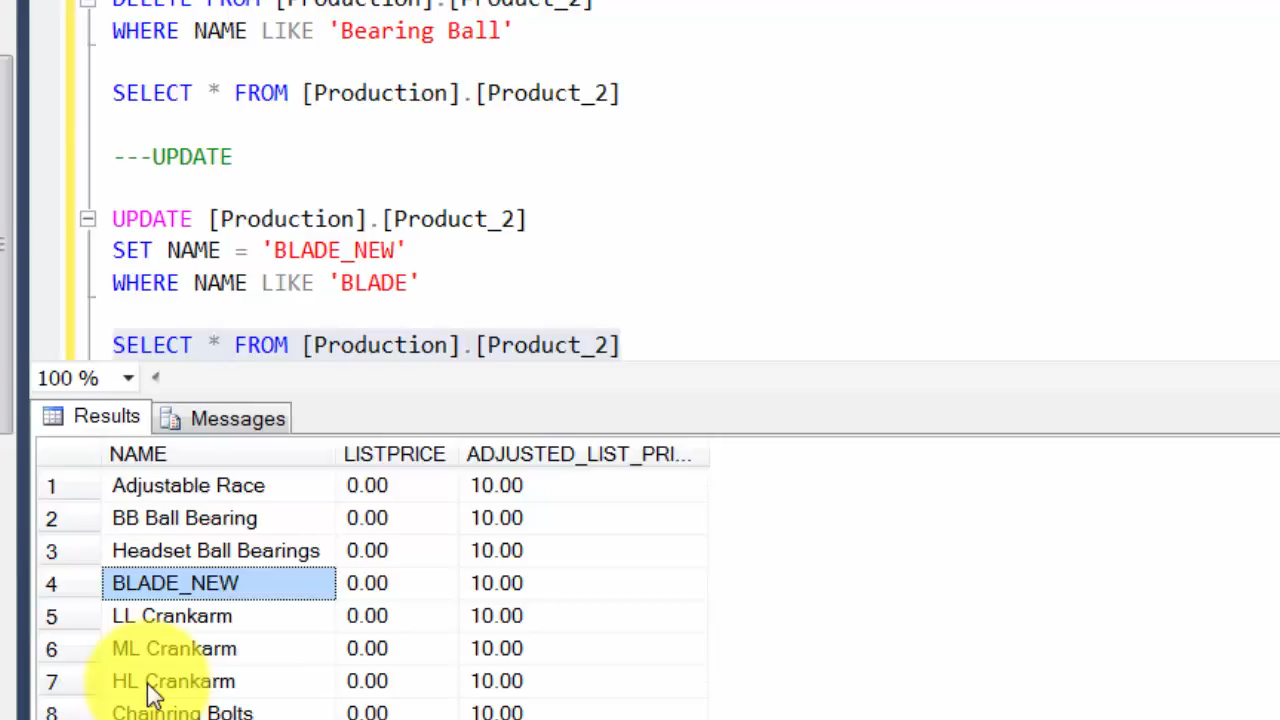 DELETE FROM [Production].[Product_2]
WHERE NAME LIKE 'Bearing Ball'
SELECT * FROM [Production].[Product_2]
---UPDATE
UPDATE [Production].[Product_2]
SET NAME = 'BLADE_NEW'
WHERE NAME LIKE 'BLADE'
SELECT * FROM [Production].[Product_2]
100 %
Results Messages
NAME LISTPRICE ADJUSTED_LIST_PRI...
1 Adjustable Race 0.00 10.00
2 BB Ball Bearing 0.00 10.00
3 Headset Ball Bearings 0.00 10.00
4 BLADE_NEW 0.00 10.00
5 LL Crankarm 0.00 10.00
6 ML Crankarm 0.00 10.00
7 HL Crankarm 0.00 10.00
8 Chainring Bolts 0.00 10.00